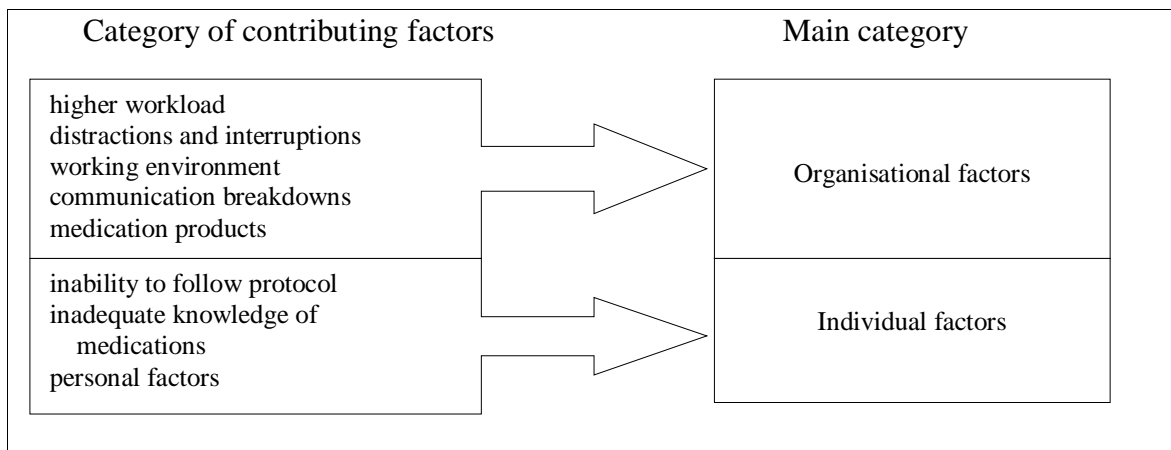 Category of contributing factors
Main category
higher workload
distractions and interruptions
working environment
communication breakdowns
medication products
Organisational factors
inability to follow protocol
inadequate knowledge of
medications
personal factors
Individual factors